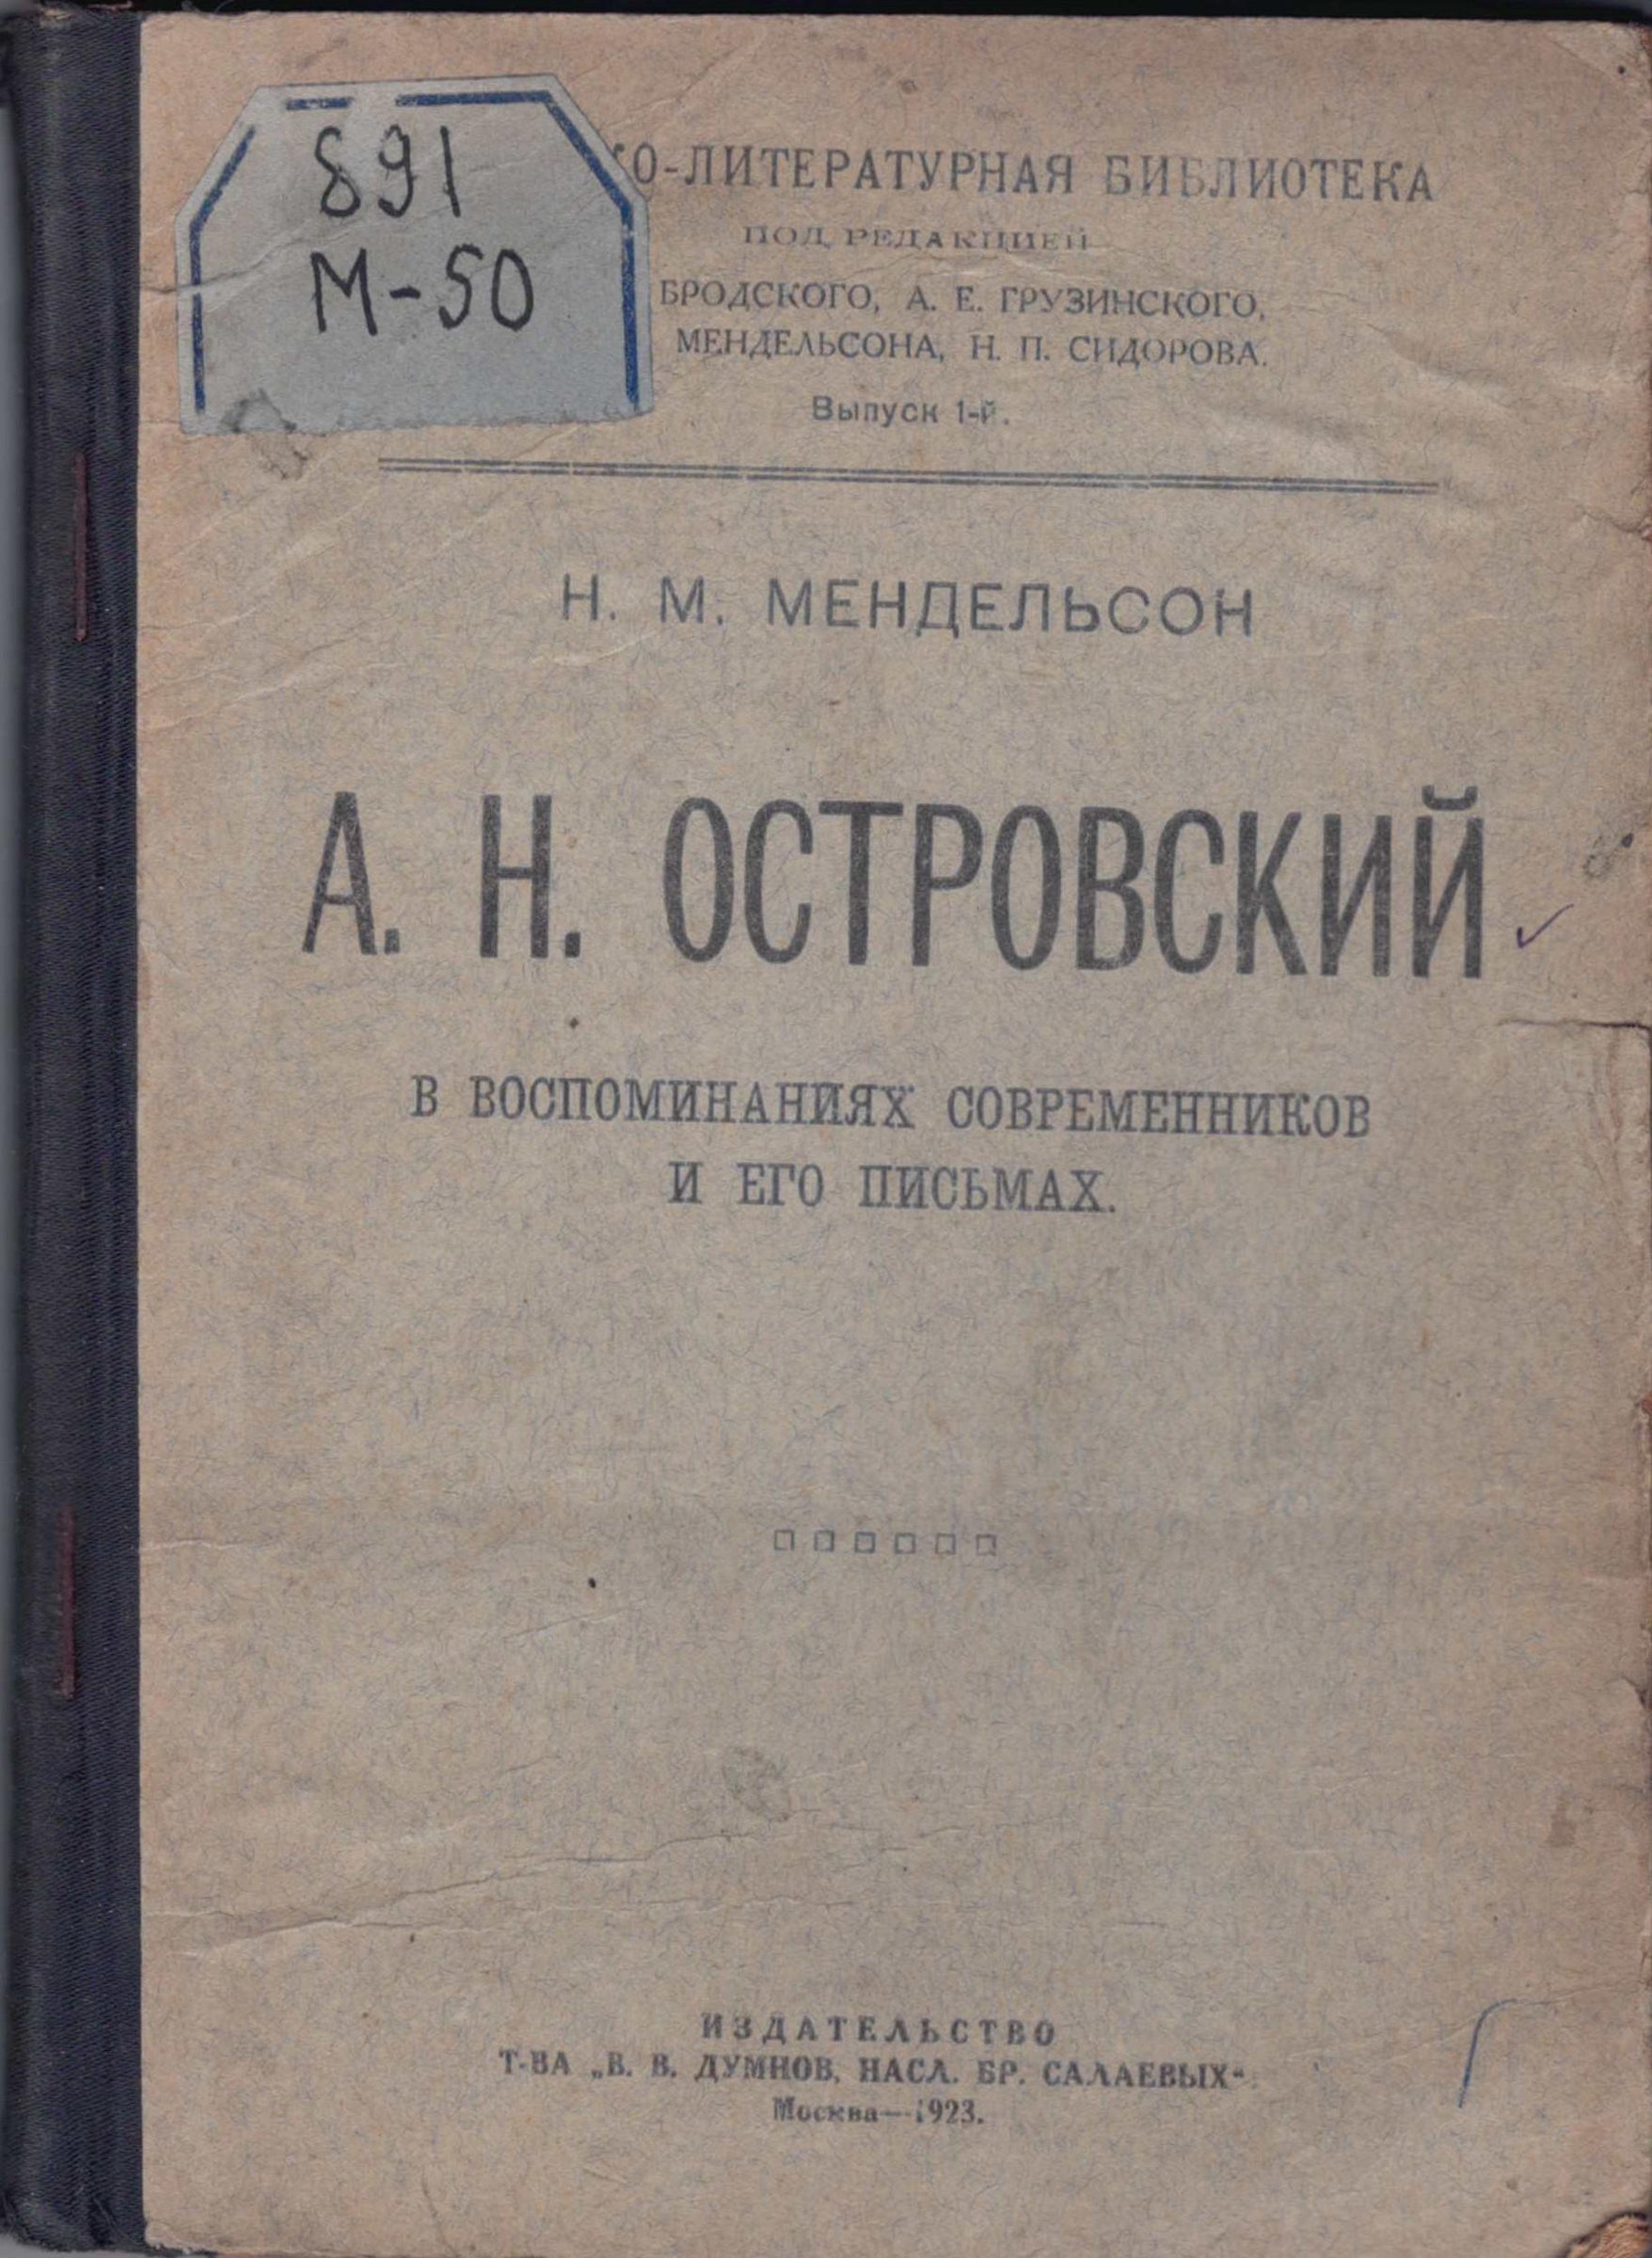 891
М-50
КО-ЛИТЕРАТУРНАЯ БИБЛИОТЕКА
ПОД РЕДАКЦИЕЙ
БРОДСКОГО, А. Е. ГРУЗИНСКОГО,
МЕНДЕЛЬСОНА, Н. П. СИДОРОВА.
Выпуск 1-й.
Н. М. МЕНДЕЛЬСОН
А. Н. ОСТРОВСКИЙ
В ВОСПОМИНАНИЯХ СОВРЕМЕННИКОВ
И ЕГО ПИСЬМАХ.
ИЗДАТЕЛЬСТВО
Т-ВА „В. В. ДУМНОВ, НАСЛ. БР. САЛАЕВЫХ“.
Москва—1923.